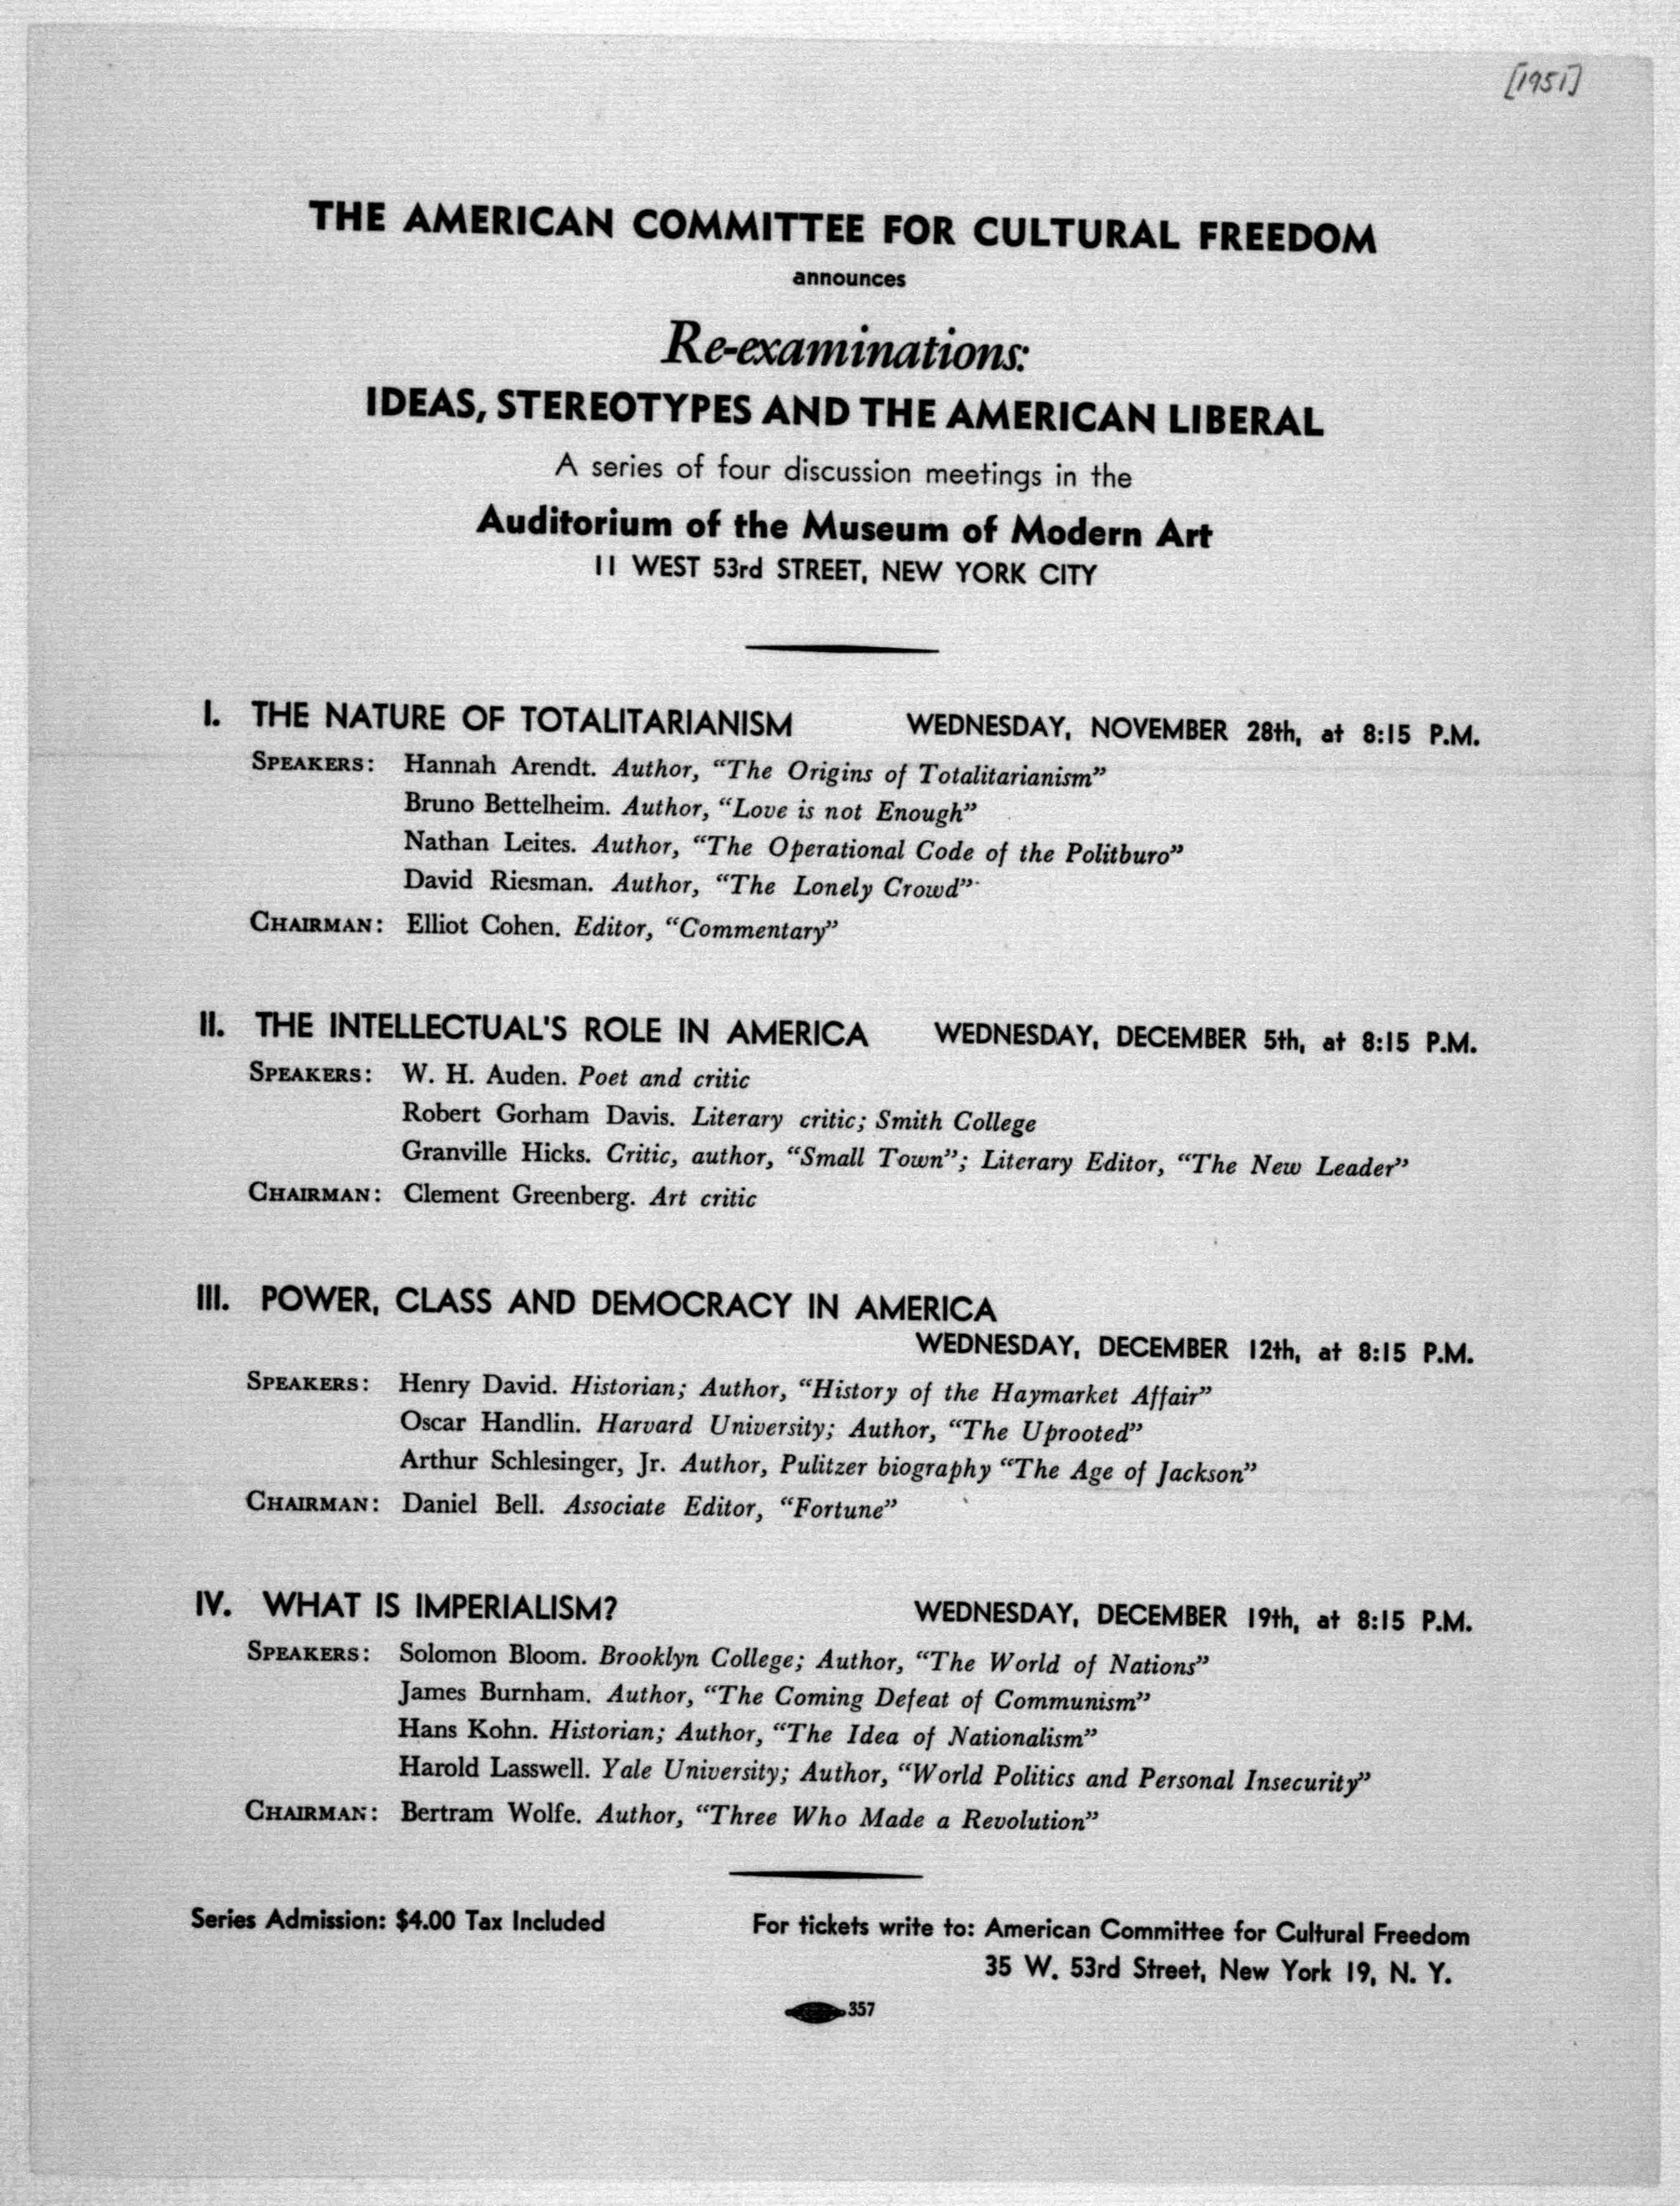 [1951]
THE AMERICAN COMMITTEE FOR CULTURAL FREEDOM
announces
Re-examinations:
IDEAS, STEREOTYPES AND THE AMERICAN LIBERAL
A series of four discussion meetings in the
Auditorium of the Museum of Modern Art
11 WEST 53rd STREET, NEW YORK CITY
I. THE NATURE OF TOTALITARIANISM WEDNESDAY, NOVEMBER 28th, at 8:15 P.M.
SPEAKERS: Hannah Arendt. Author, “The Origins of Totalitarianism”
Bruno Bettelheim. Author, “Love is not Enough”
Nathan Leites. Author, “The Operational Code of the Politburo”
David Riesman. Author, “The Lonely Crowd”
CHAIRMAN: Elliot Cohen. Editor, “Commentary”
II. THE INTELLECTUAL'S ROLE IN AMERICA WEDNESDAY, DECEMBER 5th, at 8:15 P.M.
SPEAKERS: W. H. Auden. Poet and critic
Robert Gorham Davis. Literary critic; Smith College
Granville Hicks. Critic, author, “Small Town”; Literary Editor, “The New Leader”
CHAIRMAN: Clement Greenberg. Art critic
III. POWER, CLASS AND DEMOCRACY IN AMERICA
WEDNESDAY, DECEMBER 12th, at 8:15 P.M.
SPEAKERS: Henry David. Historian; Author, “History of the Haymarket Affair”
Oscar Handlin. Harvard University; Author, “The Uprooted”
Arthur Schlesinger, Jr. Author, Pulitzer biography “The Age of Jackson”
CHAIRMAN: Daniel Bell. Associate Editor, “Fortune”
IV. WHAT IS IMPERIALISM? WEDNESDAY, DECEMBER 19th, at 8:15 P.M.
SPEAKERS: Solomon Bloom. Brooklyn College; Author, “The World of Nations”
James Burnham. Author, “The Coming Defeat of Communism”
Hans Kohn. Historian; Author, “The Idea of Nationalism”
Harold Lasswell. Yale University; Author, “World Politics and Personal Insecurity”
CHAIRMAN: Bertram Wolfe. Author, “Three Who Made a Revolution”
Series Admission: $4.00 Tax Included For tickets write to: American Committee for Cultural Freedom
35 W. 53rd Street, New York 19, N. Y.
357